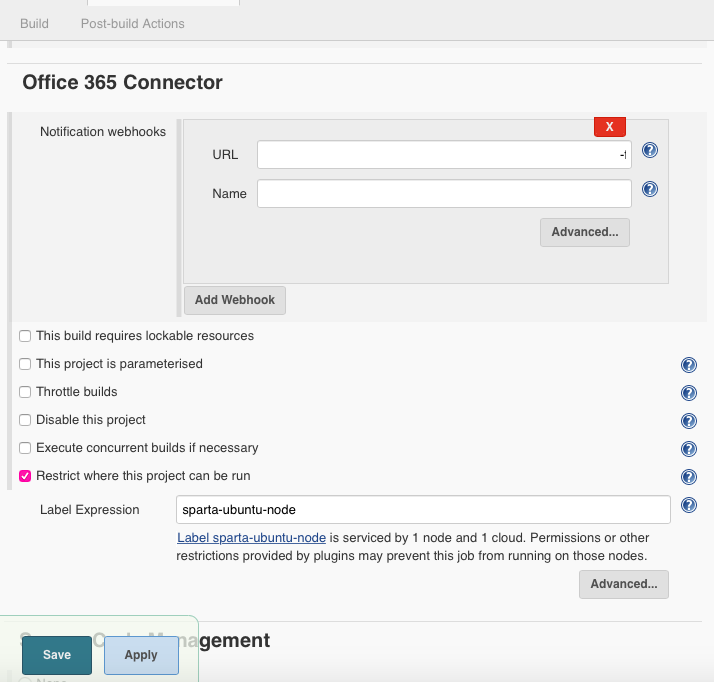 Build Post-build Actions
Office 365 Connector
Notification webhooks
X
URL
Name
Advanced...
Add Webhook
This build requires lockable resources
This project is parameterised
Throttle builds
Disable this project
Execute concurrent builds if necessary
Restrict where this project can be run
Label Expression sparta-ubuntu-node
Label sparta-ubuntu-node is serviced by 1 node and 1 cloud. Permissions or other
restrictions provided by plugins may prevent this job from running on those nodes.
Advanced...
Source Code Management
Save Apply
None